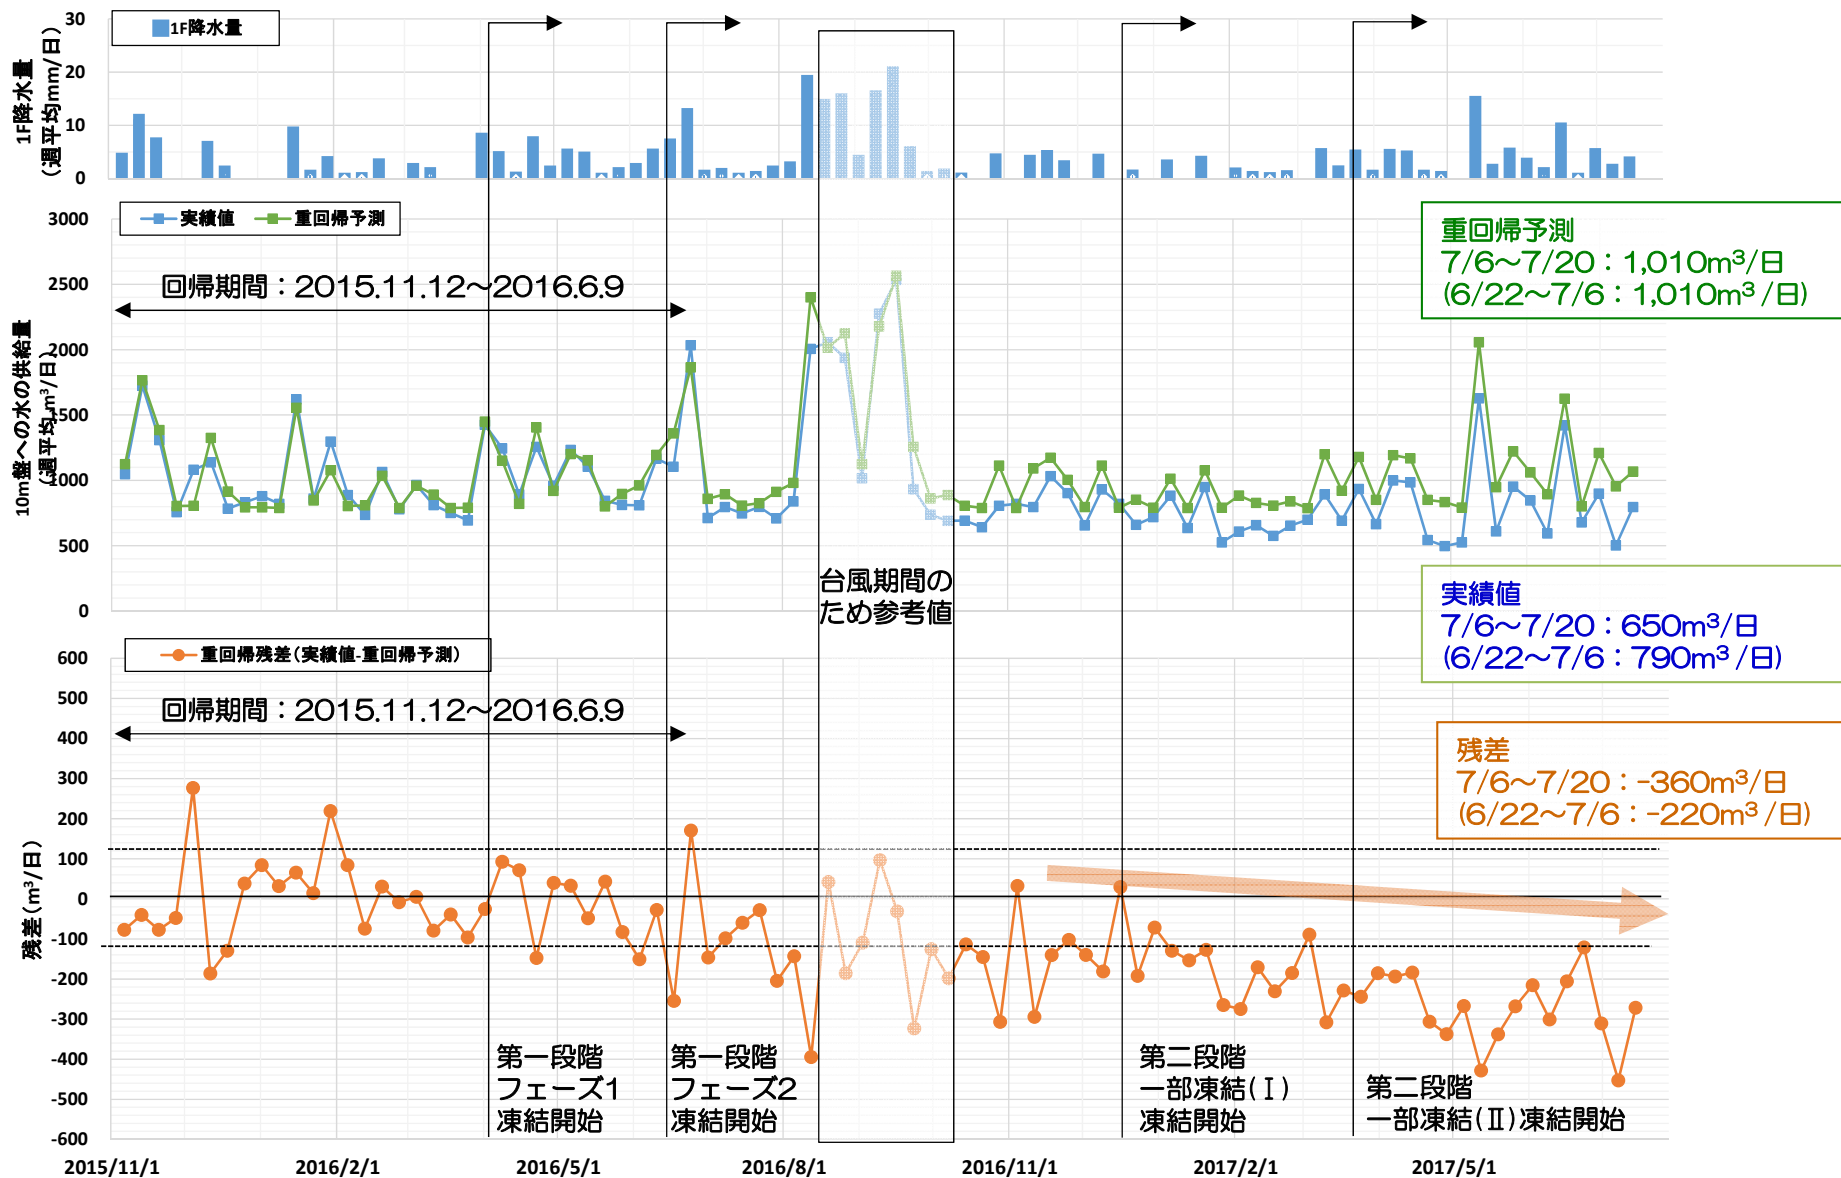 1F降水量
(週平均mm/日)
30
20
10
0
1F降水量
10m盤への水の供給量
(週平均、m³/日)
3000
2500
2000
1500
1000
500
0
実績値
重回帰予測
回帰期間：2015.11.12～2016.6.9
台風期間の
ため参考値
重回帰予測
7/6～7/20：1,010m³/日
(6/22～7/6：1,010m³/日)
実績値
7/6～7/20：650m³/日
(6/22～7/6：790m³/日)
残差(m³/日)
600
500
400
300
200
100
0
-100
-200
-300
-400
-500
-600
重回帰残差(実績値-重回帰予測)
回帰期間：2015.11.12～2016.6.9
残差
7/6～7/20：-360m³/日
(6/22～7/6：-220m³/日)
第一段階
フェーズ1
凍結開始
第一段階
フェーズ2
凍結開始
第二段階
一部凍結(Ⅰ)
凍結開始
第二段階
一部凍結(Ⅱ)凍結開始
2015/11/1
2016/2/1
2016/5/1
2016/8/1
2016/11/1
2017/2/1
2017/5/1